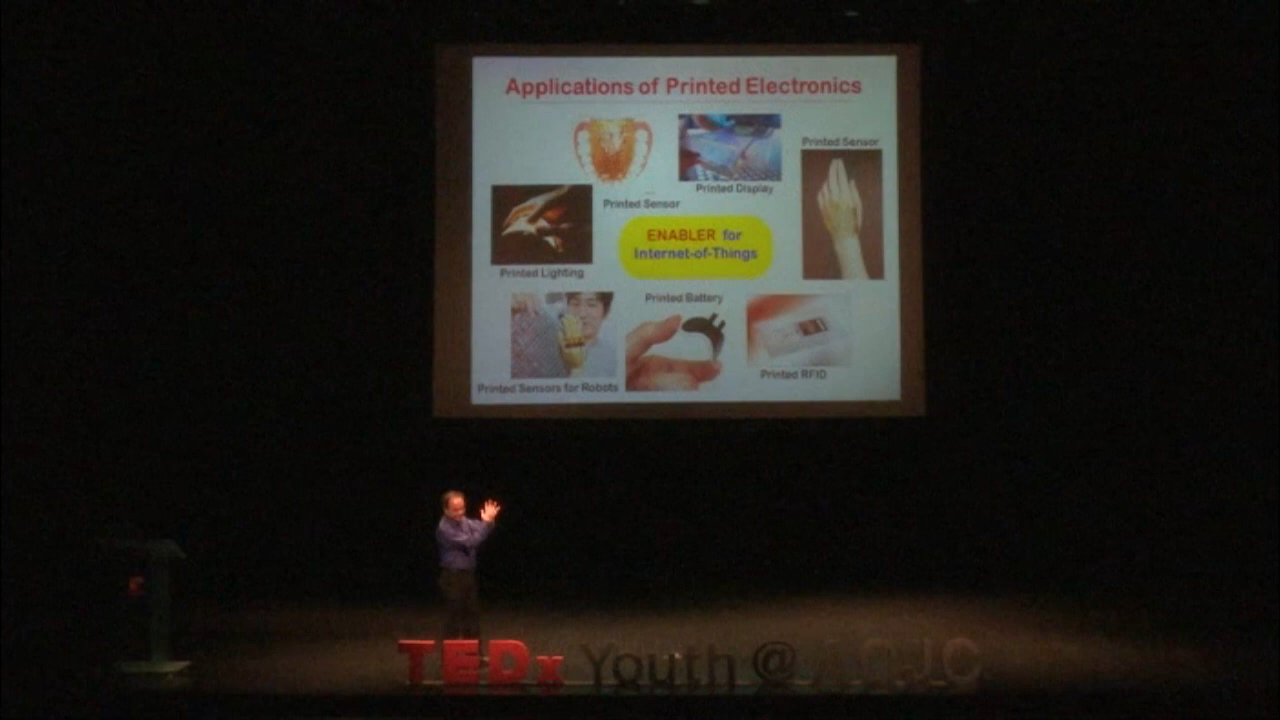 Applications of Printed Electronics
Printed Sensor
Printed Display
Printed Sensor
ENABLER for
Internet-of-Things
Printed Lighting
Printed Battery
Printed RFID
Printed Sensors for Robots
TEDx Youth @